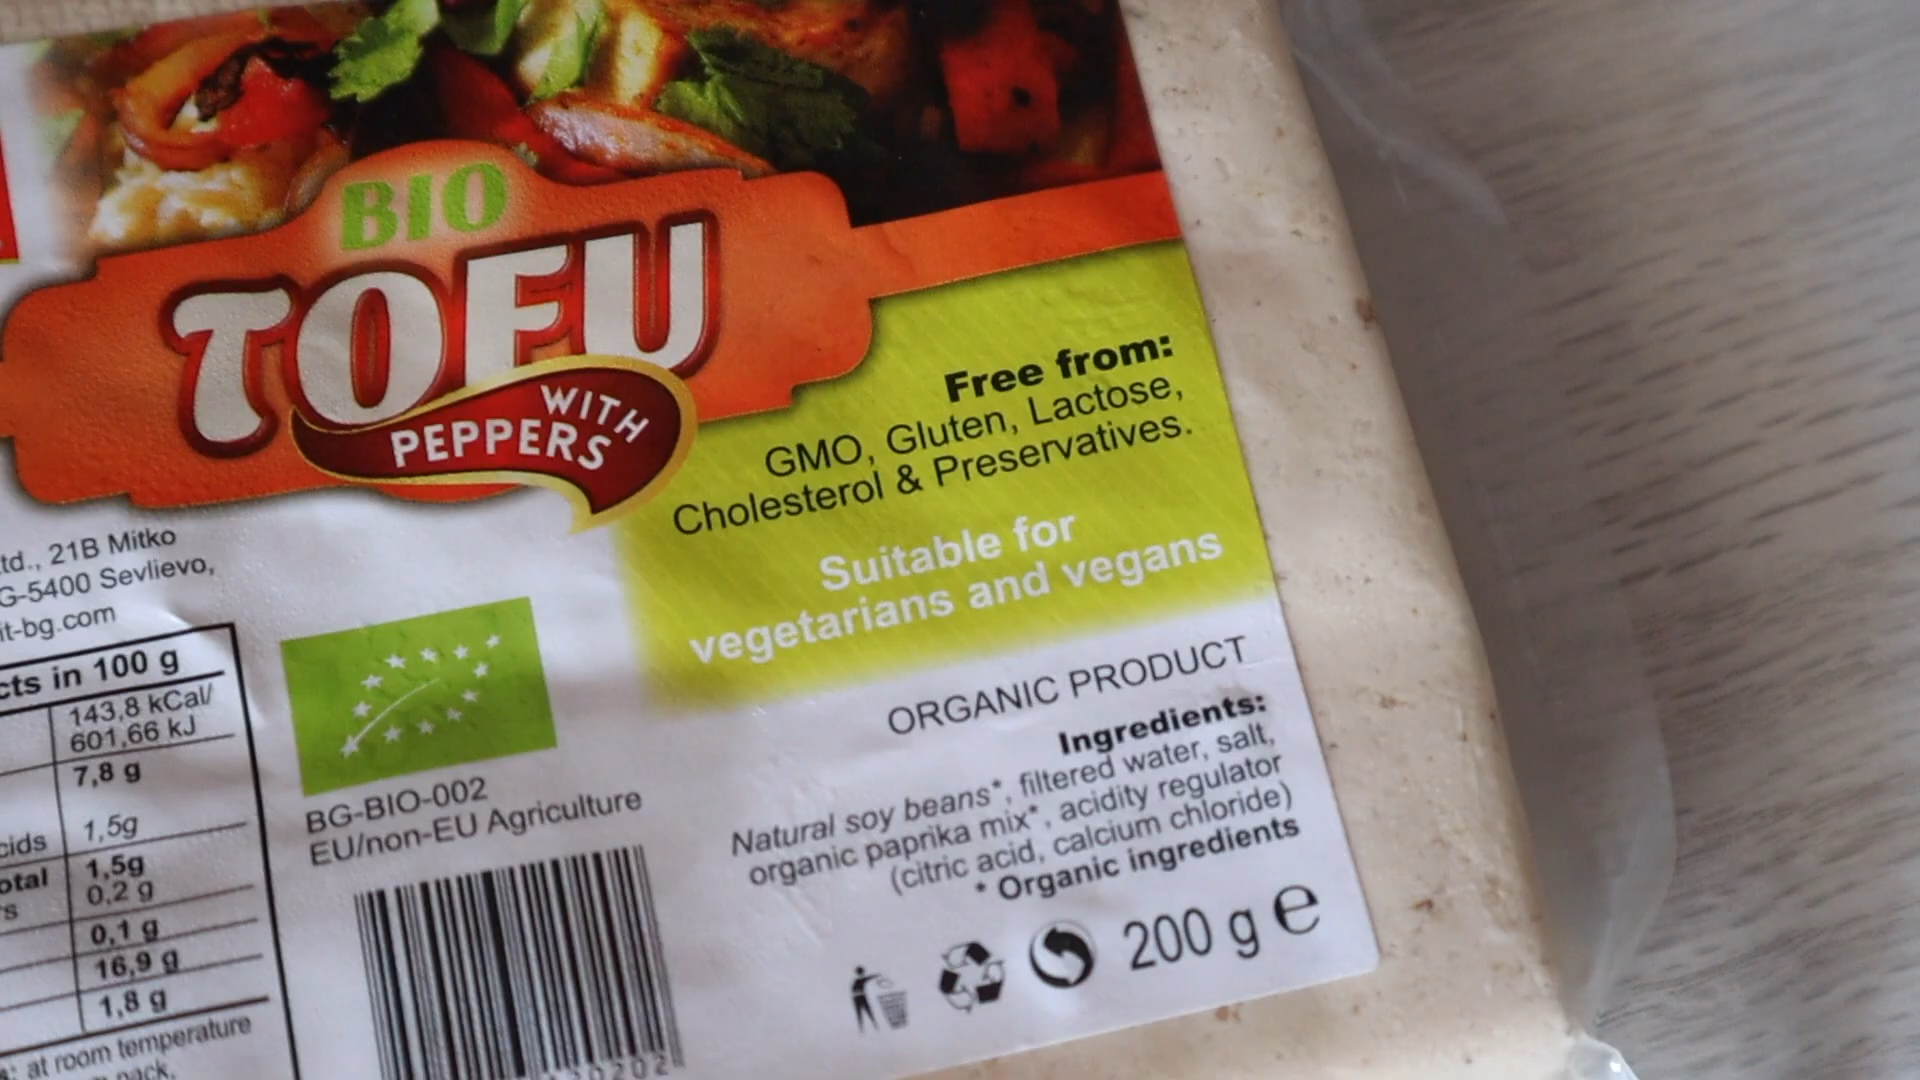 BIO
TOFU
WITH
PEPPERS
Free from:
GMO, Gluten, Lactose,
Cholesterol & Preservatives.
Suitable for
vegetarians and vegans
td., 21B Mitko
G-5400 Sevlievo,
it-bg.com
cts in 100 g
143,8 kCal/
601,66 kJ
7,8 g
cids 1,5g
otal 1,5g
s 0,2 g
0,1 g
16,9 g
1,8 g
at room temperature
pack.
BG-BIO-002
EU/non-EU Agriculture
ORGANIC PRODUCT
Ingredients:
Natural soy beans*, filtered water, salt,
organic paprika mix*, acidity regulator
(citric acid, calcium chloride)
* Organic ingredients
200 g e